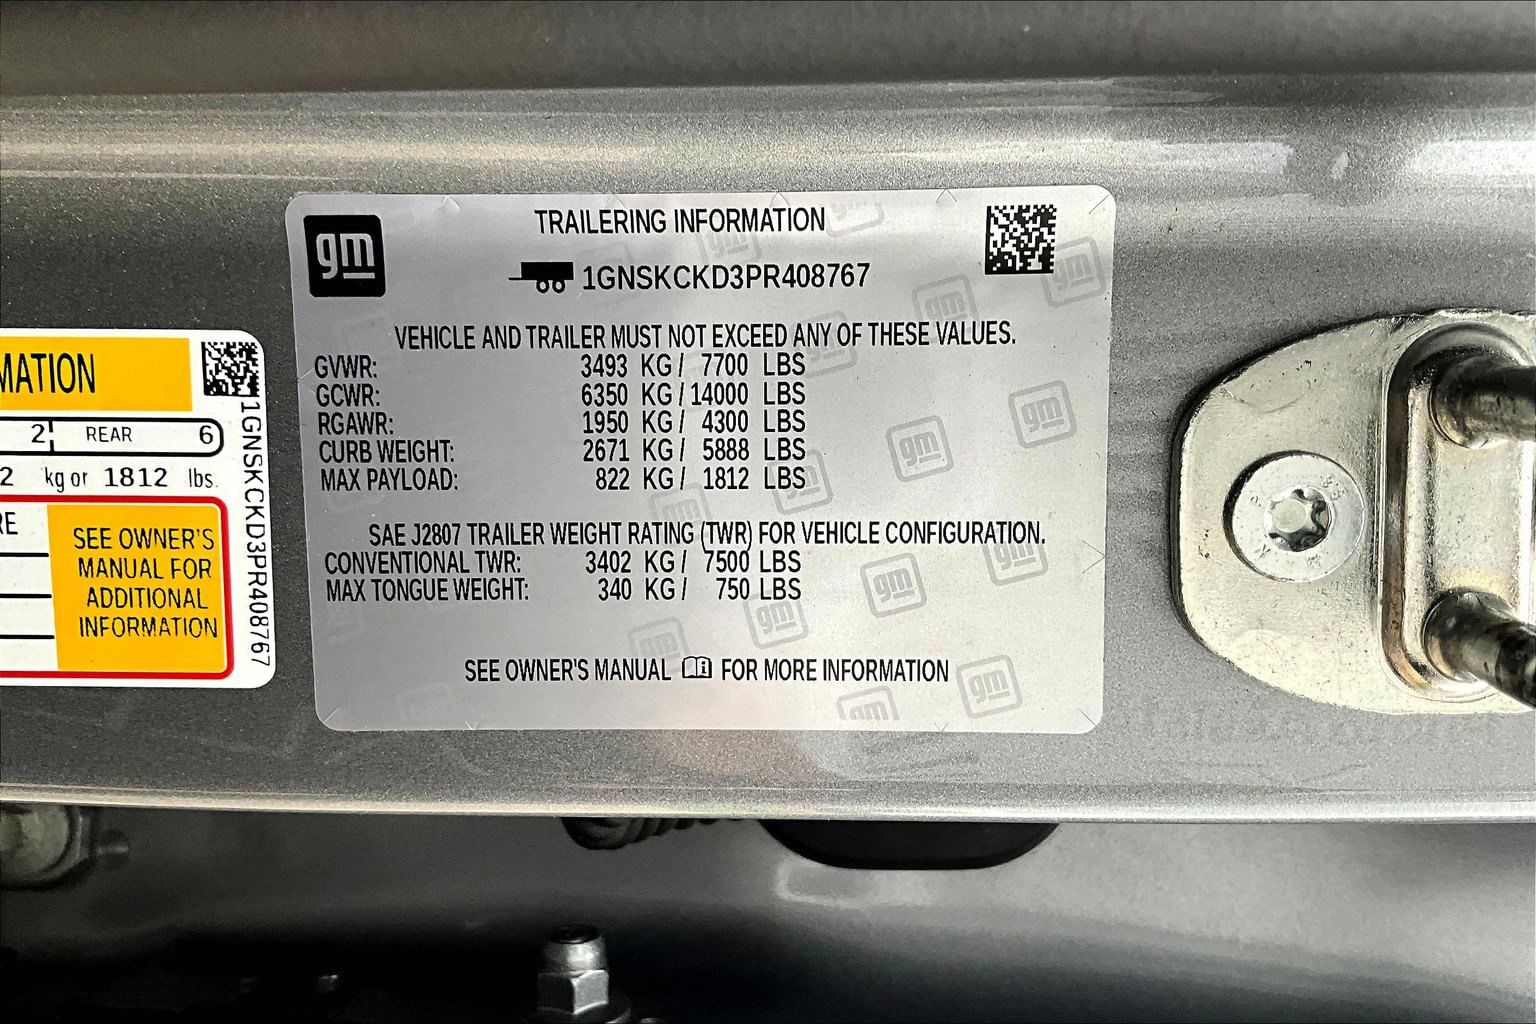 gm
TRAILERING INFORMATION
1GNSKCKD3PR408767
VEHICLE AND TRAILER MUST NOT EXCEED ANY OF THESE VALUES.
GVWR: 3493 KG / 7700 LBS
GCWR: 6350 KG / 14000 LBS
RGAWR: 1950 KG / 4300 LBS
CURB WEIGHT: 2671 KG / 5888 LBS
MAX PAYLOAD: 822 KG / 1812 LBS
SAE J2807 TRAILER WEIGHT RATING (TWR) FOR VEHICLE CONFIGURATION.
CONVENTIONAL TWR: 3402 KG / 7500 LBS
MAX TONGUE WEIGHT: 340 KG / 750 LBS
SEE OWNER'S MANUAL FOR MORE INFORMATION
MATION
2 REAR 6
2 kg or 1812 lbs.
RE
SEE OWNER'S
MANUAL FOR
ADDITIONAL
INFORMATION
1GNSKCKD3PR408767